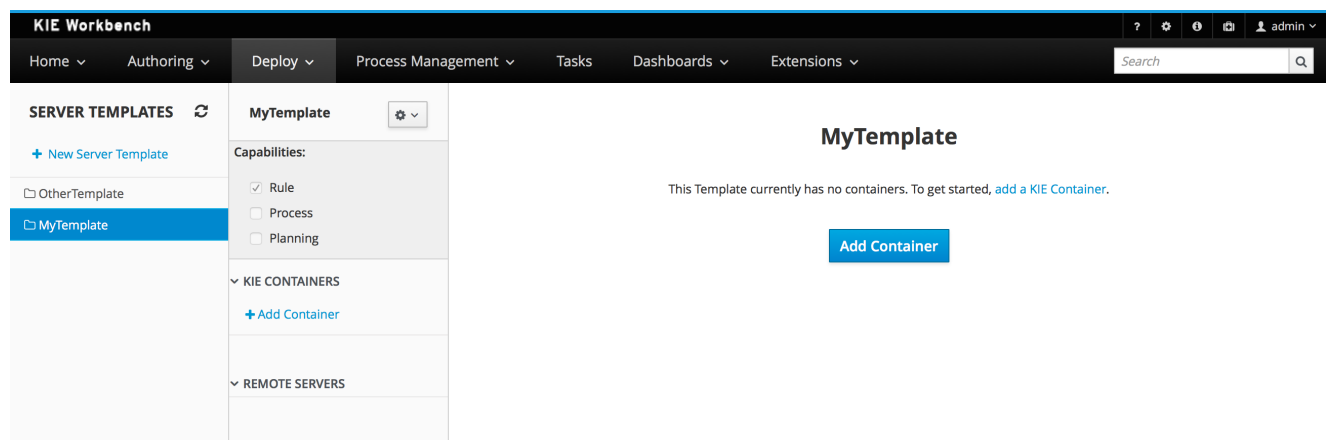 KIE Workbench
? admin
Home Authoring Deploy Process Management Tasks Dashboards Extensions Search
SERVER TEMPLATES
+ New Server Template
OtherTemplate
MyTemplate
MyTemplate
Capabilities:
Rule
Process
Planning
KIE CONTAINERS
+ Add Container
REMOTE SERVERS
MyTemplate
This Template currently has no containers. To get started, add a KIE Container.
Add Container